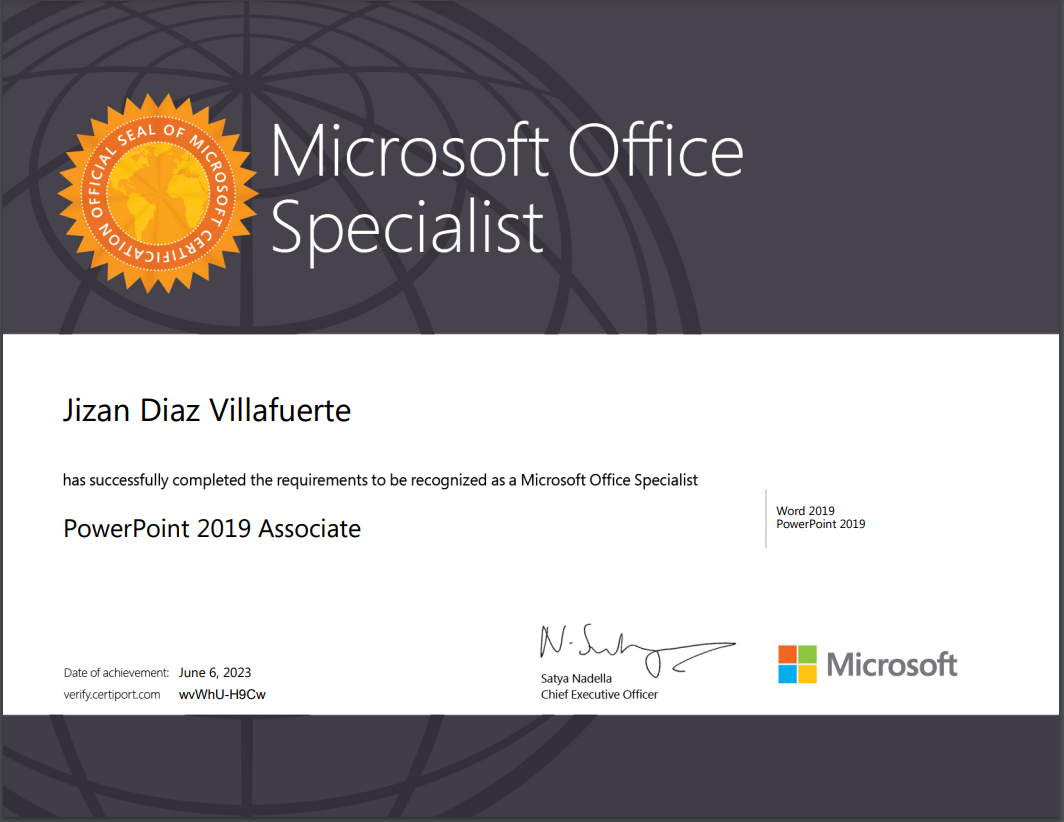 OFFICIAL SEAL OF MICROSOFT CERTIFICATION
Microsoft Office
Specialist
Jizan Diaz Villafuerte
has successfully completed the requirements to be recognized as a Microsoft Office Specialist
PowerPoint 2019 Associate
Word 2019
PowerPoint 2019
Date of achievement: June 6, 2023
verify.certiport.com wvWhU-H9Cw
Satya Nadella
Chief Executive Officer
Microsoft